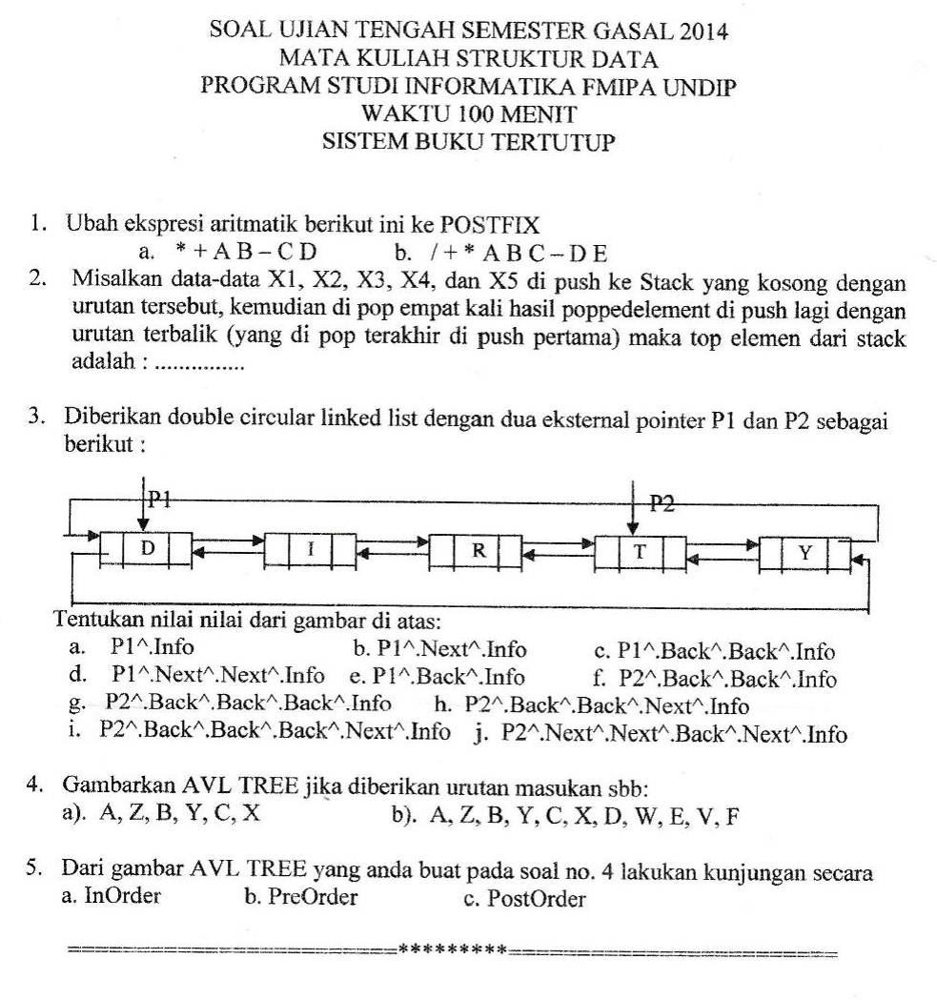 SOAL UJIAN TENGAH SEMESTER GASAL 2014
MATA KULIAH STRUKTUR DATA
PROGRAM STUDI INFORMATIKA FMIPA UNDIP
WAKTU 100 MENIT
SISTEM BUKU TERTUTUP
1. Ubah ekspresi aritmatik berikut ini ke POSTFIX
a. * + A B – C D b. / + * A B C – D E
2. Misalkan data-data X1, X2, X3, X4, dan X5 di push ke Stack yang kosong dengan
urutan tersebut, kemudian di pop empat kali hasil poppedelement di push lagi dengan
urutan terbalik (yang di pop terakhir di push pertama) maka top elemen dari stack
adalah : ...............
3. Diberikan double circular linked list dengan dua eksternal pointer P1 dan P2 sebagai
berikut :
P1 P2
D I R T Y
Tentukan nilai nilai dari gambar di atas:
a. P1^.Info b. P1^.Next^.Info c. P1^.Back^.Back^.Info
d. P1^.Next^.Next^.Info e. P1^.Back^.Info f. P2^.Back^.Back^.Info
g. P2^.Back^.Back^.Back^.Info h. P2^.Back^.Back^.Next^.Info
i. P2^.Back^.Back^.Back^.Next^.Info j. P2^.Next^.Next^.Back^.Next^.Info
4. Gambarkan AVL TREE jika diberikan urutan masukan sbb:
a). A, Z, B, Y, C, X b). A, Z, B, Y, C, X, D, W, E, V, F
5. Dari gambar AVL TREE yang anda buat pada soal no. 4 lakukan kunjungan secara
a. InOrder b. PreOrder c. PostOrder